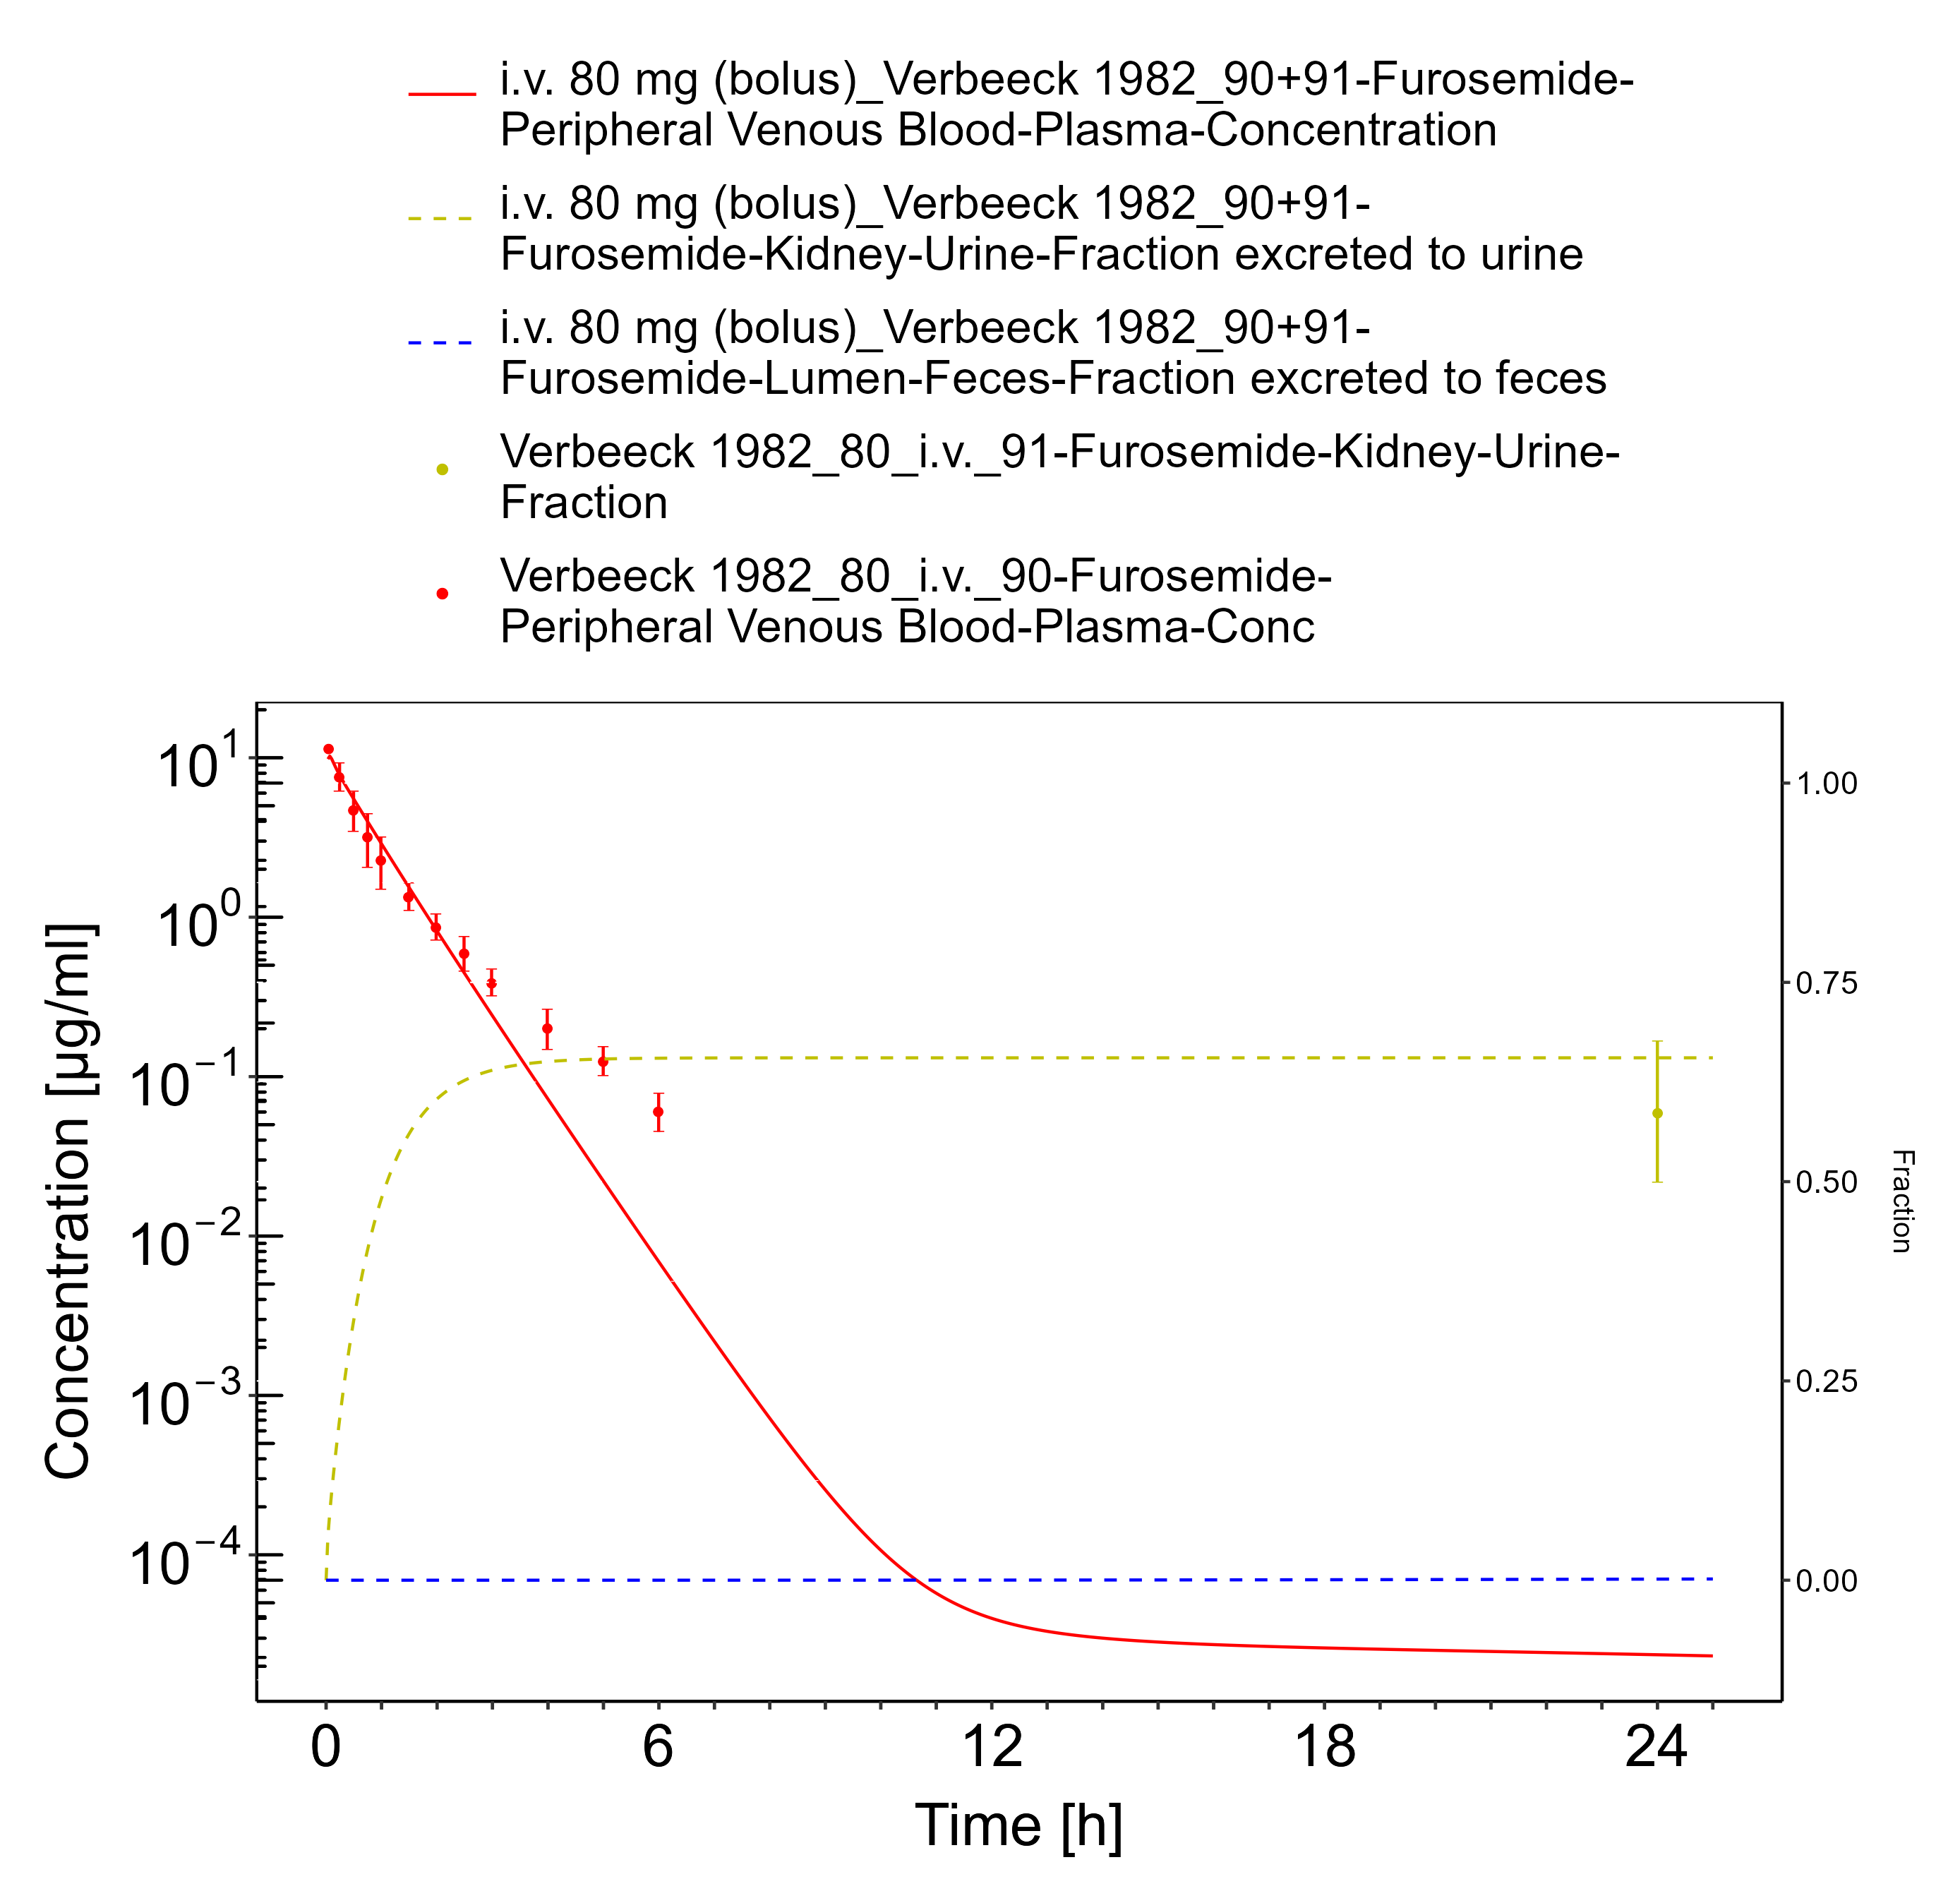 i.v. 80 mg (bolus)_Verbeeck 1982_90+91-Furosemide-
Peripheral Venous Blood-Plasma-Concentration
i.v. 80 mg (bolus)_Verbeeck 1982_90+91-
Furosemide-Kidney-Urine-Fraction excreted to urine
i.v. 80 mg (bolus)_Verbeeck 1982_90+91-
Furosemide-Lumen-Feces-Fraction excreted to feces
Verbeeck 1982_80_i.v._91-Furosemide-Kidney-Urine-
Fraction
Verbeeck 1982_80_i.v._90-Furosemide-
Peripheral Venous Blood-Plasma-Conc
Concentration [µg/ml]
10^1
10^0
10^−1
10^−2
10^−3
10^−4
1.00
0.75
0.50
0.25
0.00
Fraction
0 6 12 18 24
Time [h]